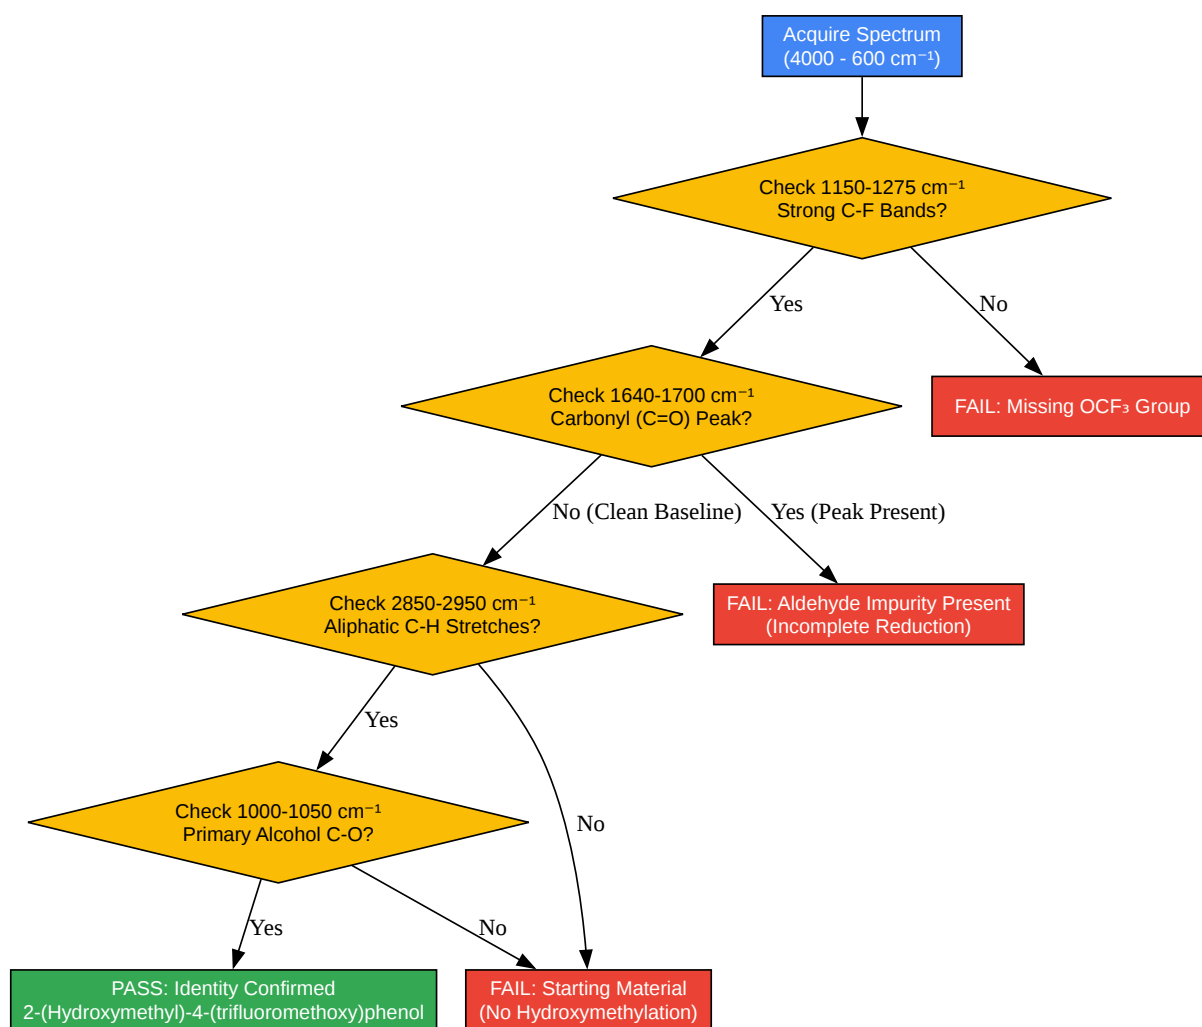 Acquire Spectrum
(4000 - 600 cm⁻¹)
Check 1150-1275 cm⁻¹
Strong C-F Bands?
Yes
No
Check 1640-1700 cm⁻¹
Carbonyl (C=O) Peak?
FAIL: Missing OCF₃ Group
No (Clean Baseline)
Yes (Peak Present)
Check 2850-2950 cm⁻¹
Aliphatic C-H Stretches?
FAIL: Aldehyde Impurity Present
(Incomplete Reduction)
Yes
No
Check 1000-1050 cm⁻¹
Primary Alcohol C-O?
Yes
No
PASS: Identity Confirmed
2-(Hydroxymethyl)-4-(trifluoromethoxy)phenol
FAIL: Starting Material
(No Hydroxymethylation)